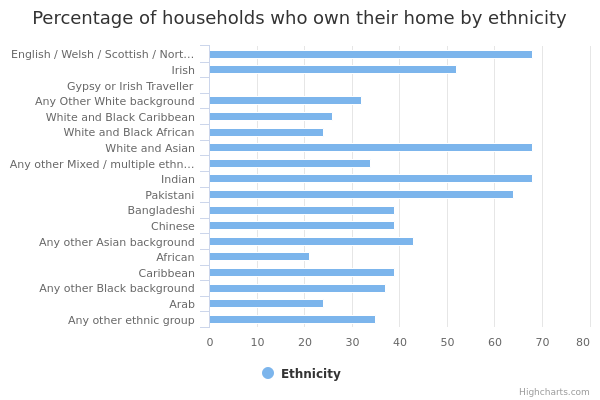 Percentage of households who own their home by ethnicity
English / Welsh / Scottish / Nort…
Irish
Gypsy or Irish Traveller
Any Other White background
White and Black Caribbean
White and Black African
White and Asian
Any other Mixed / multiple ethn…
Indian
Pakistani
Bangladeshi
Chinese
Any other Asian background
African
Caribbean
Any other Black background
Arab
Any other ethnic group
0 10 20 30 40 50 60 70 80
Ethnicity
Highcharts.com